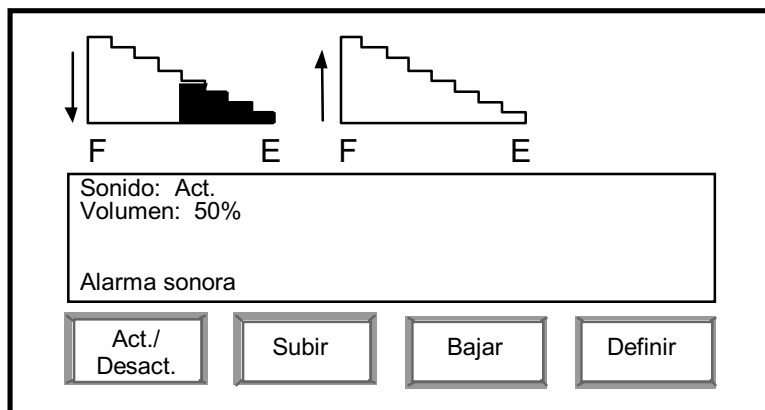 F E F E
Sonido: Act.
Volumen: 50%
Alarma sonora
Act./
Desact.
Subir
Bajar
Definir